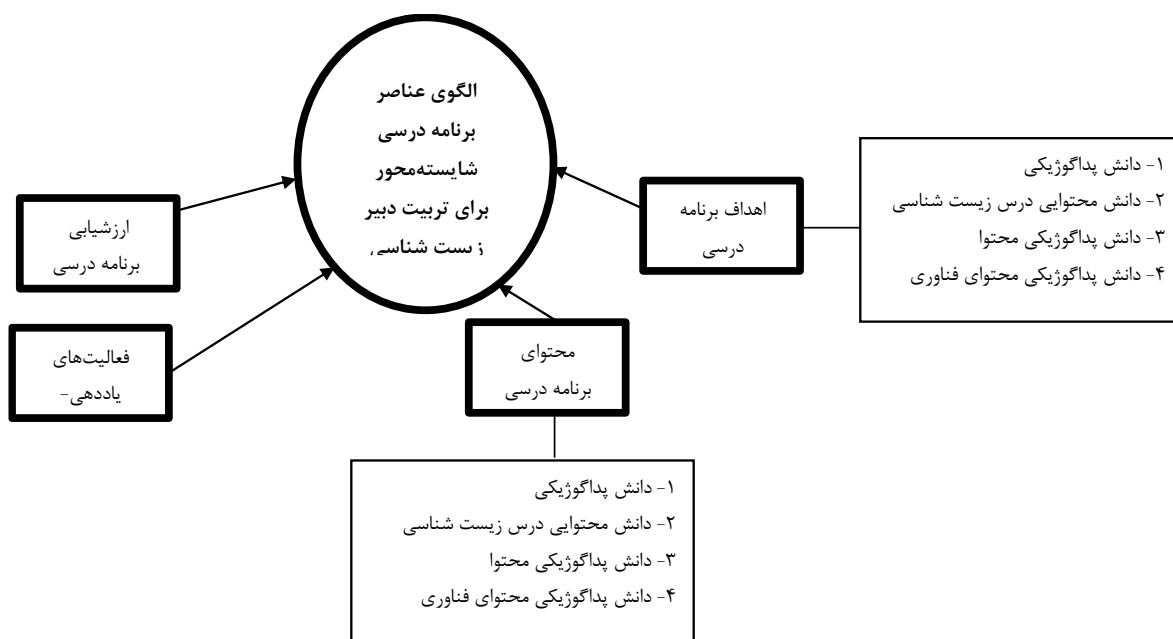 الگوی عناصر
برنامه درسی
شایسته‌محور
برای تربیت دبیر
زیست شناسی
اهداف برنامه
درسی
۱- دانش پداگوژیکی
۲- دانش محتوایی درس زیست شناسی
۳- دانش پداگوژیکی محتوا
۴- دانش پداگوژیکی محتوای فناوری
ارزشیابی
برنامه درسی
فعالیت‌های
یاددهی-
محتوای
برنامه درسی
۱- دانش پداگوژیکی
۲- دانش محتوایی درس زیست شناسی
۳- دانش پداگوژیکی محتوا
۴- دانش پداگوژیکی محتوای فناوری